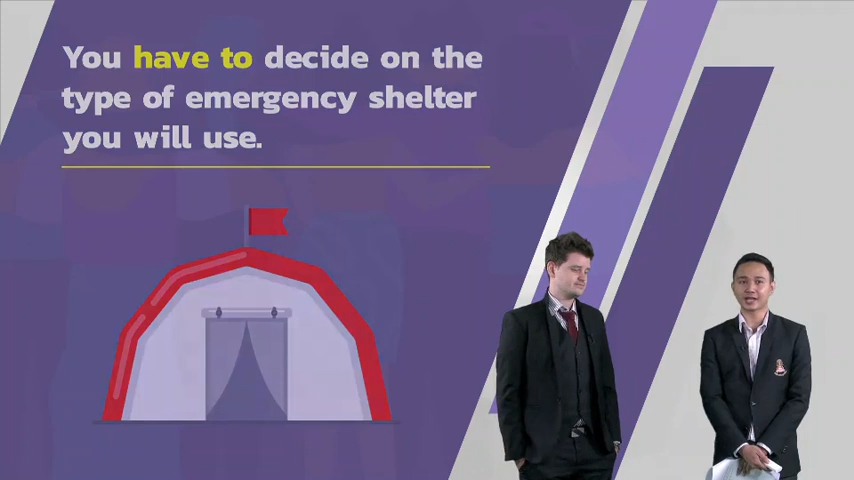 You have to decide on the
type of emergency shelter
you will use.